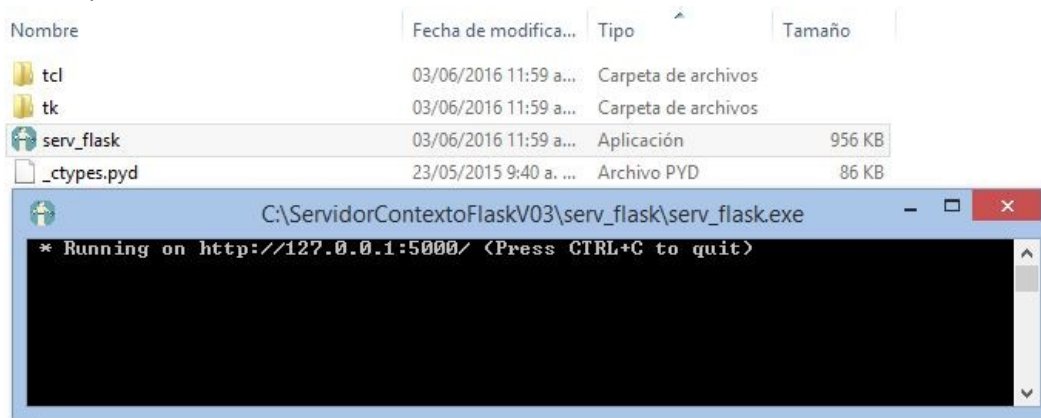 Nombre Fecha de modifica... Tipo Tamaño
tcl 03/06/2016 11:59 a... Carpeta de archivos
tk 03/06/2016 11:59 a... Carpeta de archivos
serv_flask 03/06/2016 11:59 a... Aplicación 956 KB
_ctypes.pyd 23/05/2015 9:40 a. ... Archivo PYD 86 KB
C:\ServidorContextoFlaskV03\serv_flask\serv_flask.exe
* Running on http://127.0.0.1:5000/ (Press CTRL+C to quit)